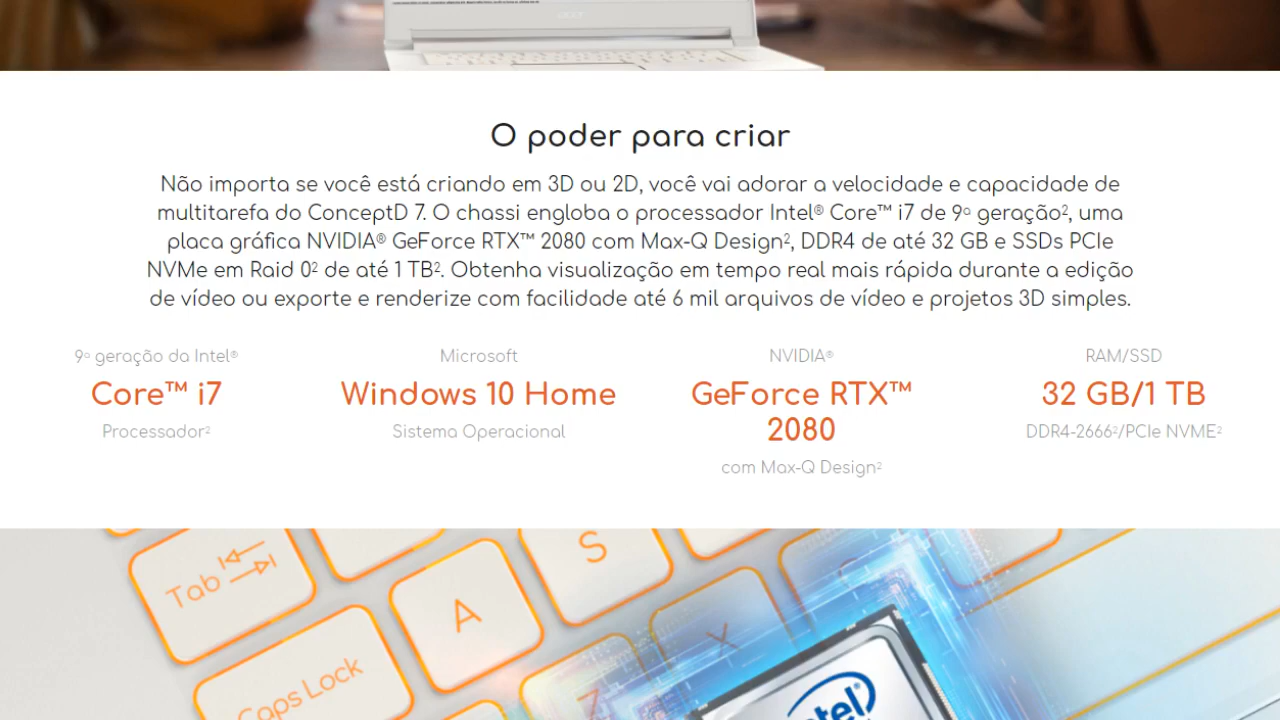 acer
O poder para criar
Não importa se você está criando em 3D ou 2D, você vai adorar a velocidade e capacidade de
multitarefa do ConceptD 7. O chassi engloba o processador Intel® Core™ i7 de 9ª geração², uma
placa gráfica NVIDIA® GeForce RTX™ 2080 com Max-Q Design², DDR4 de até 32 GB e SSDs PCIe
NVMe em Raid 0² de até 1 TB². Obtenha visualização em tempo real mais rápida durante a edição
de vídeo ou exporte e renderize com facilidade até 6 mil arquivos de vídeo e projetos 3D simples.
9ª geração da Intel®
Core™ i7
Processador²
Microsoft
Windows 10 Home
Sistema Operacional
NVIDIA®
GeForce RTX™
2080
com Max-Q Design²
RAM/SSD
32 GB/1 TB
DDR4-2666²/PCIe NVME²
Tab
A
S
Caps Lock
Z
X
intel®